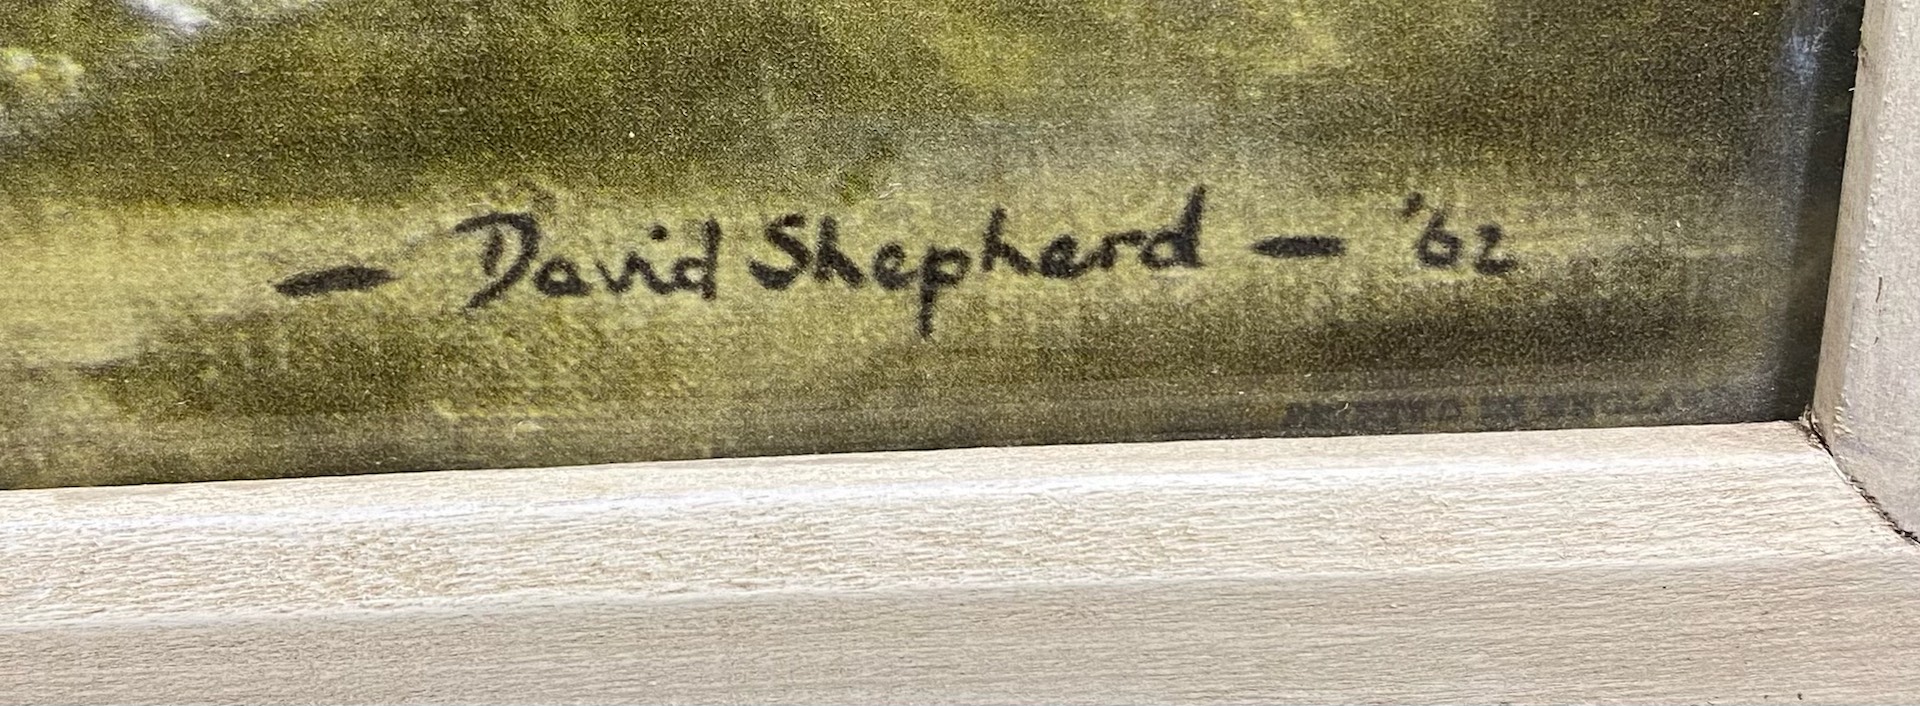 – David Shepherd – '62